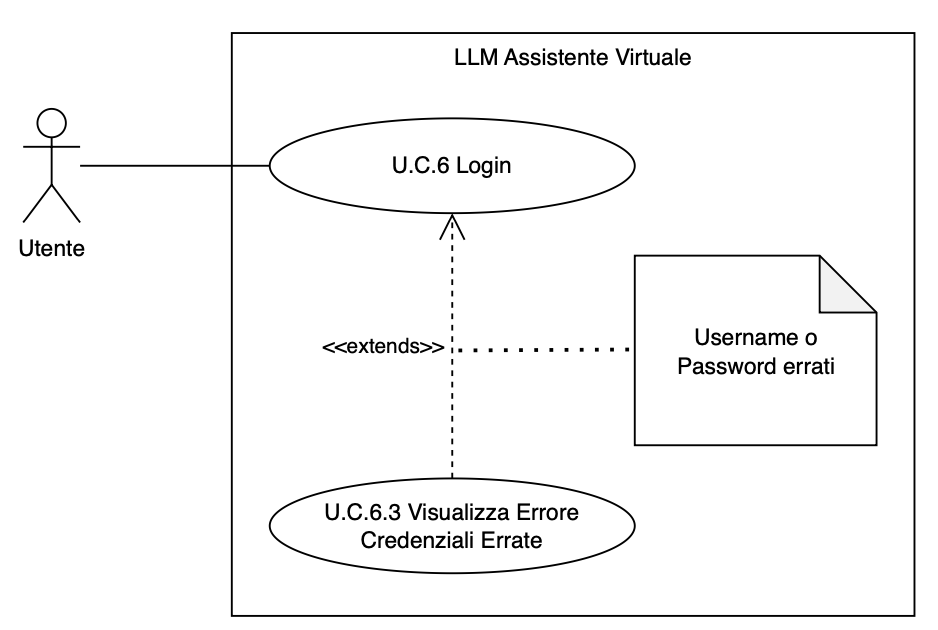 LLM Assistente Virtuale
U.C.6 Login
Utente
<<extends>>
Username o
Password errati
U.C.6.3 Visualizza Errore
Credenziali Errate